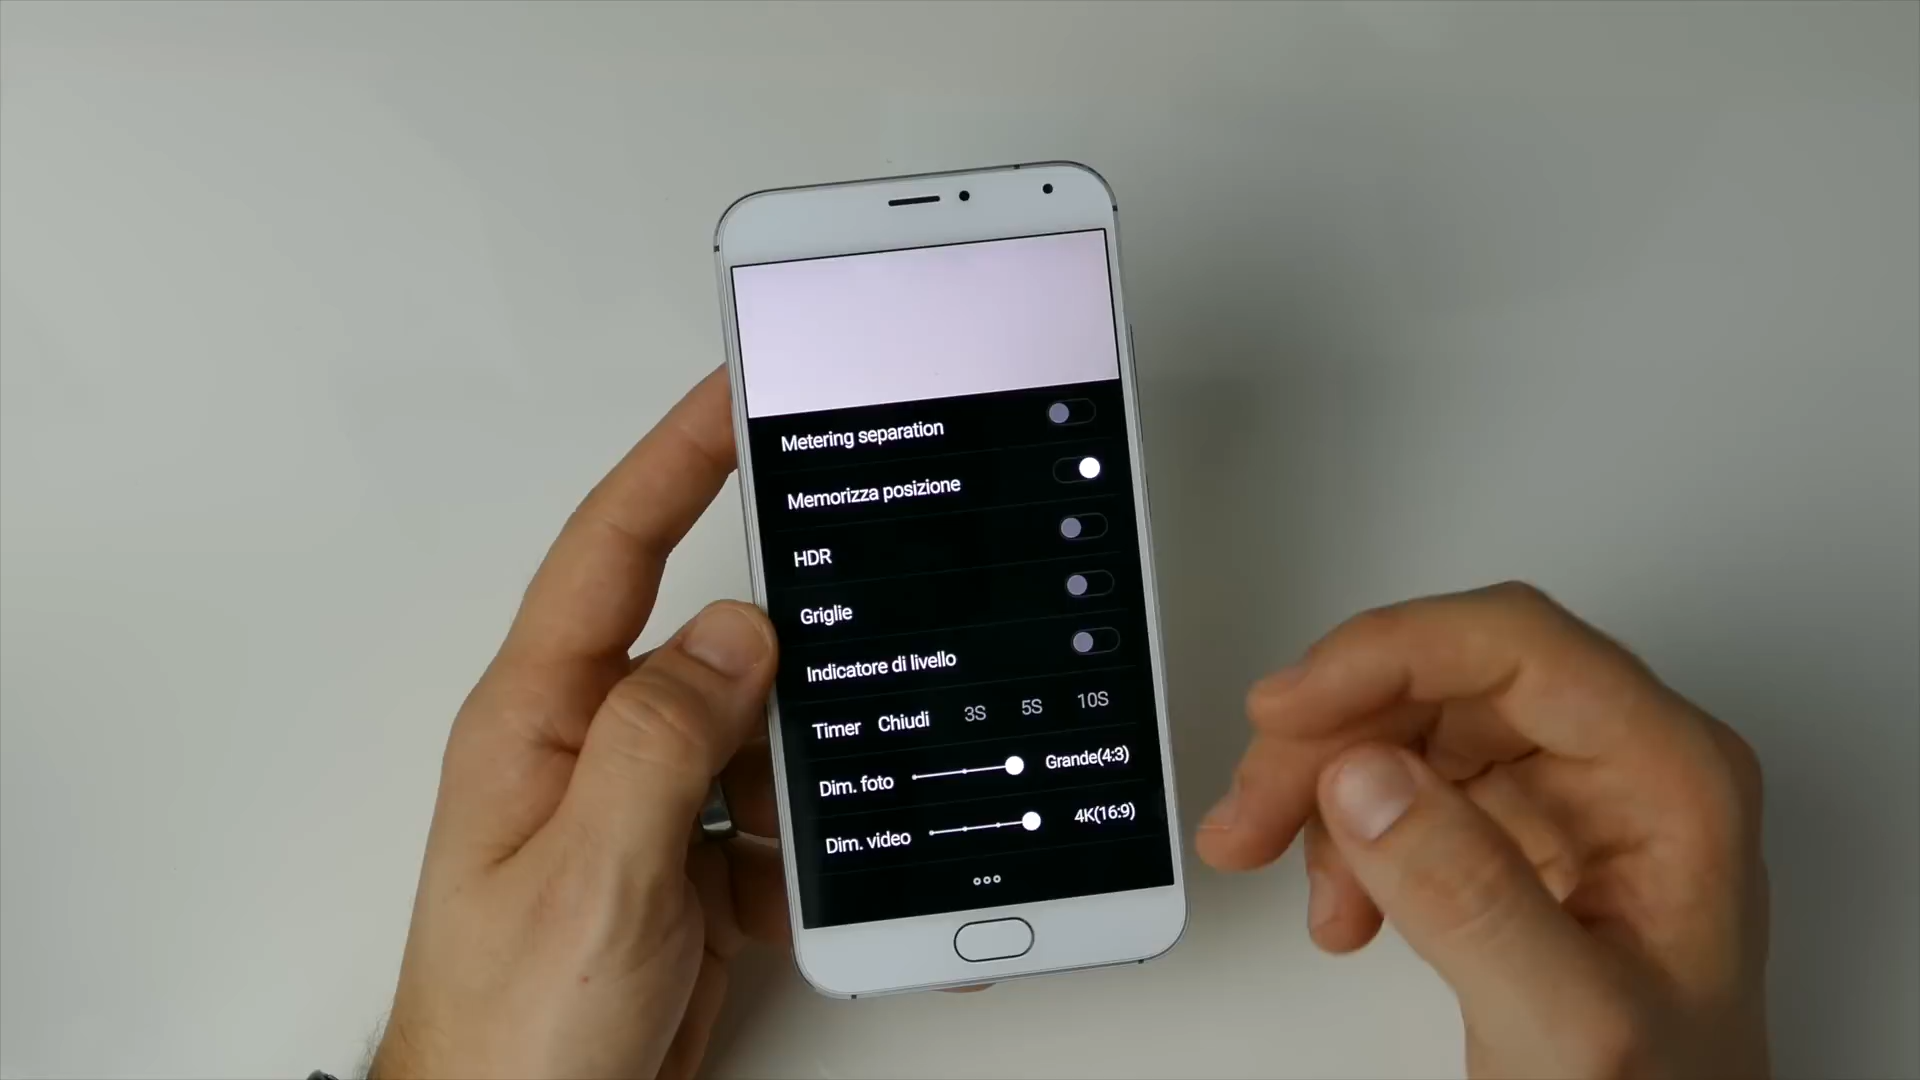 Metering separation
Memorizza posizione
HDR
Griglie
Indicatore di livello
Timer Chiudi 3S 5S 10S
Dim. foto Grande(4:3)
Dim. video 4K(16:9)